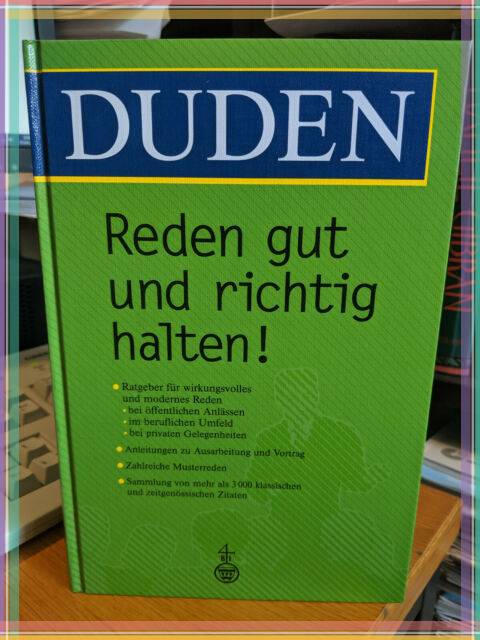 DUDEN
Reden gut
und richtig
halten!
Ratgeber für wirkungsvolles
und modernes Reden
bei öffentlichen Anlässen
im beruflichen Umfeld
bei privaten Gelegenheiten
Anleitungen zu Ausarbeitung und Vortrag
Zahlreiche Musterreden
Sammlung von mehr als 3000 klassischen
und zeitgenössischen Zitaten